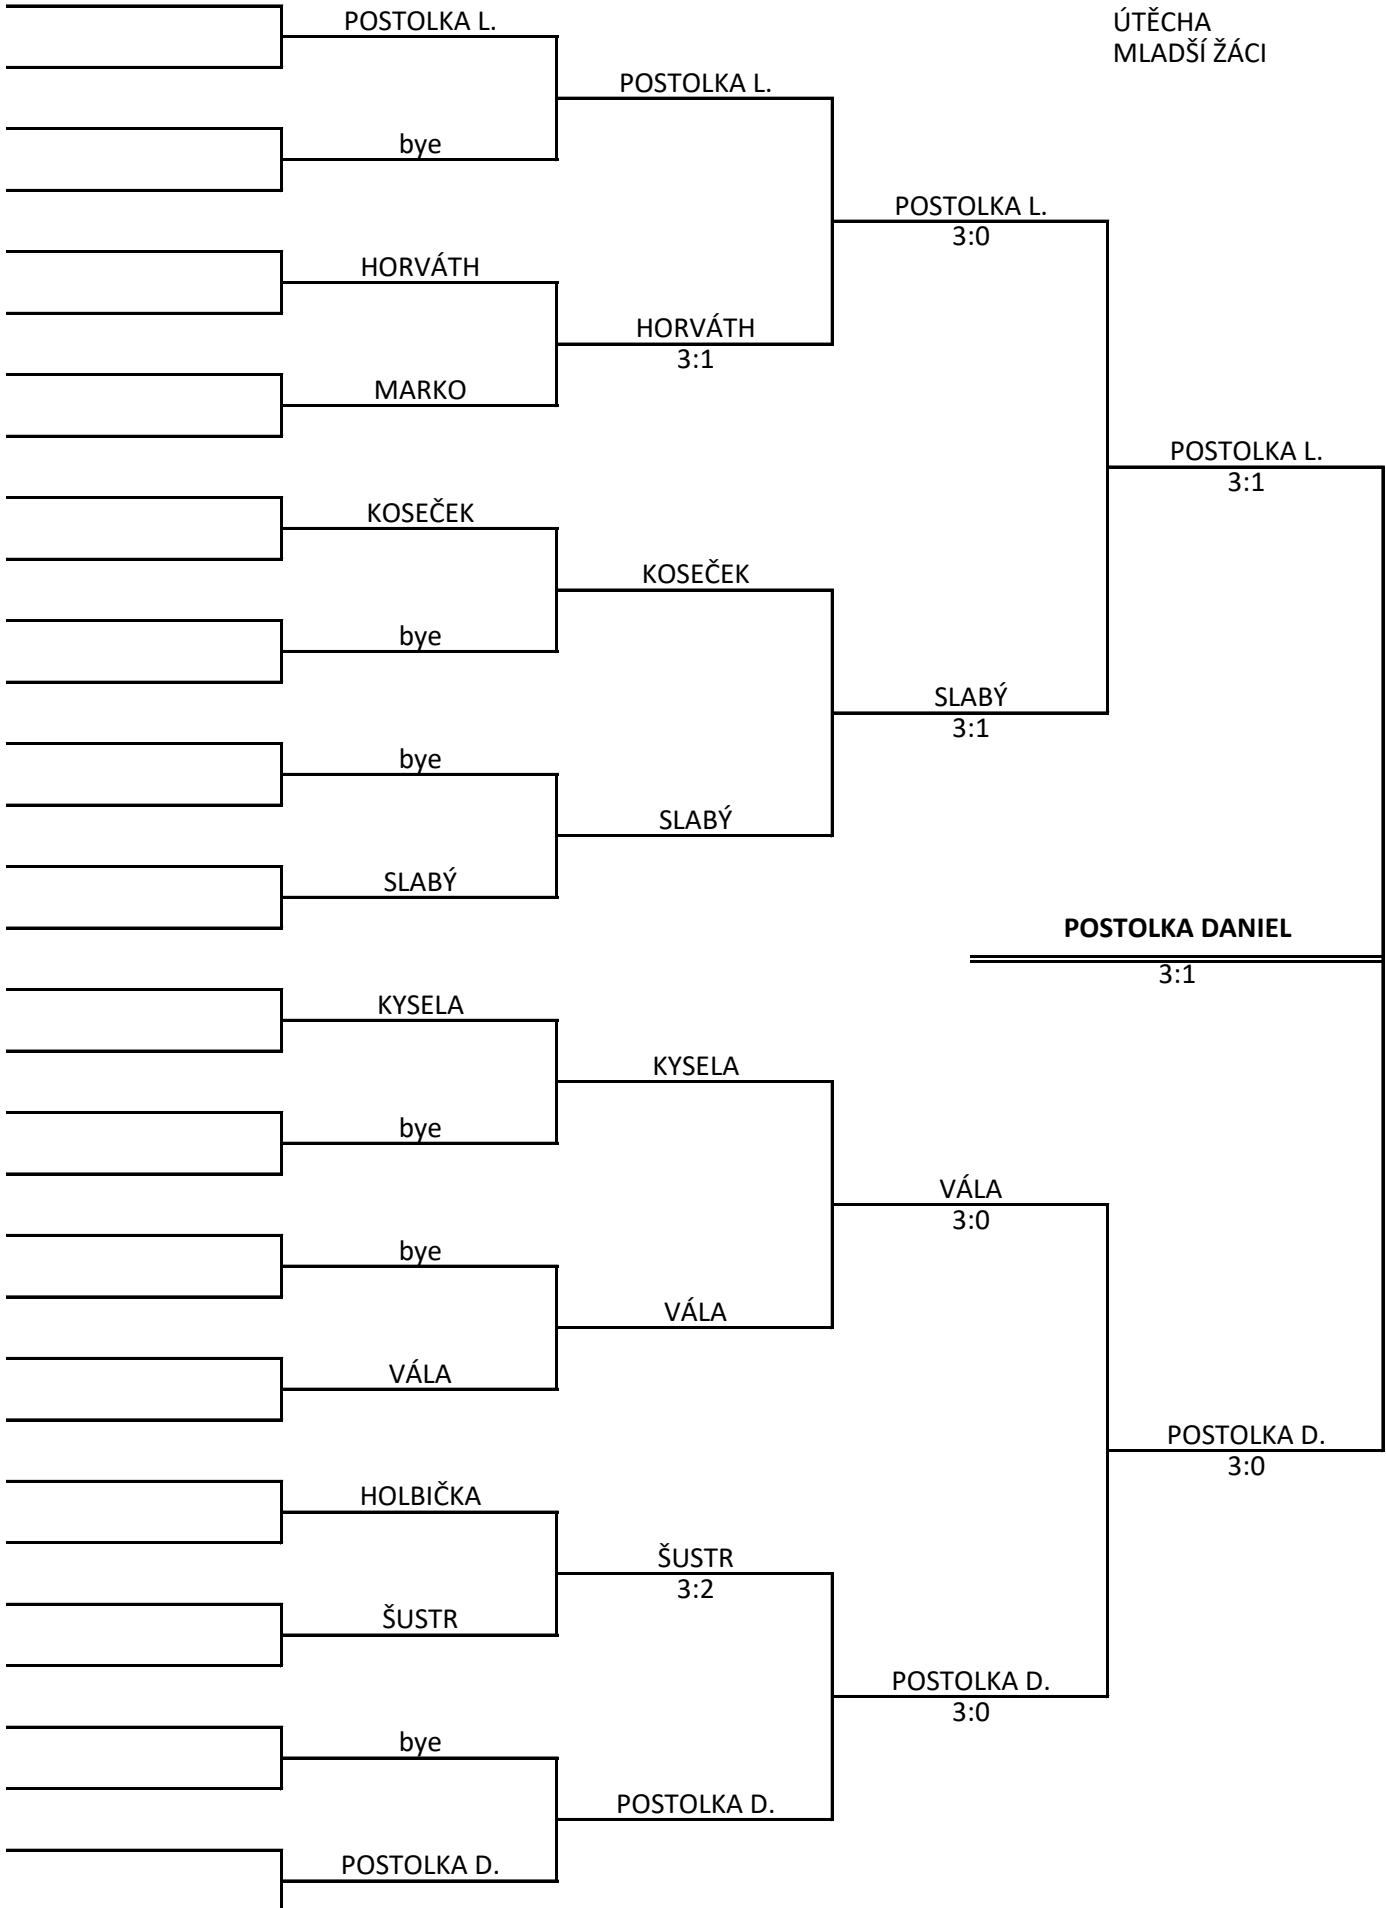 POSTOLKA L.
ÚTĚCHA
MLADŠÍ ŽÁCI
POSTOLKA L.
bye
POSTOLKA L.
3:0
HORVÁTH
HORVÁTH
3:1
MARKO
POSTOLKA L.
3:1
KOSEČEK
KOSEČEK
bye
SLABÝ
3:1
bye
SLABÝ
SLABÝ
POSTOLKA DANIEL
3:1
KYSELA
KYSELA
bye
VÁLA
3:0
bye
VÁLA
VÁLA
POSTOLKA D.
3:0
HOLBIČKA
ŠUSTR
3:2
ŠUSTR
POSTOLKA D.
3:0
bye
POSTOLKA D.
POSTOLKA D.